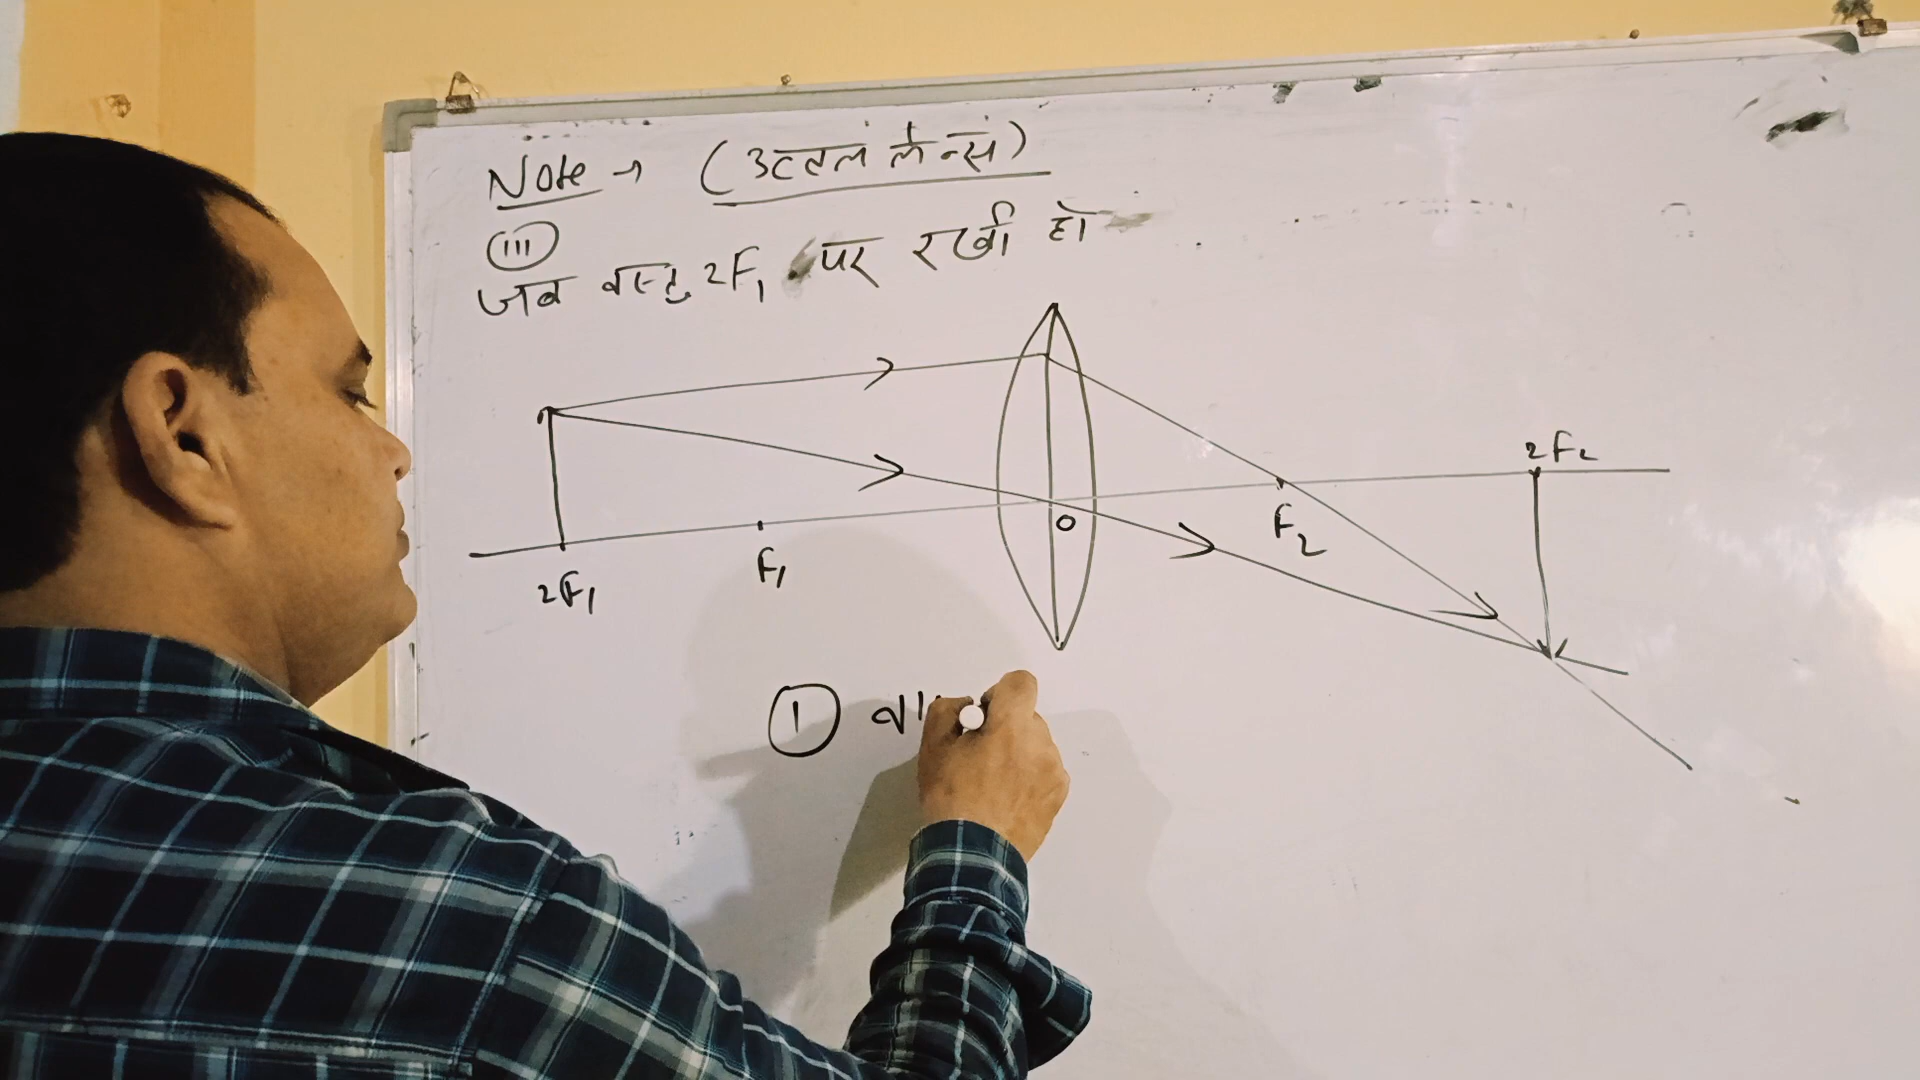 Note → (उत्तल लेन्स)
(III)
जब वस्तु 2F₁ पर रखी हो
2F₂
O
F₂
F₁
2F₁
(1) वा